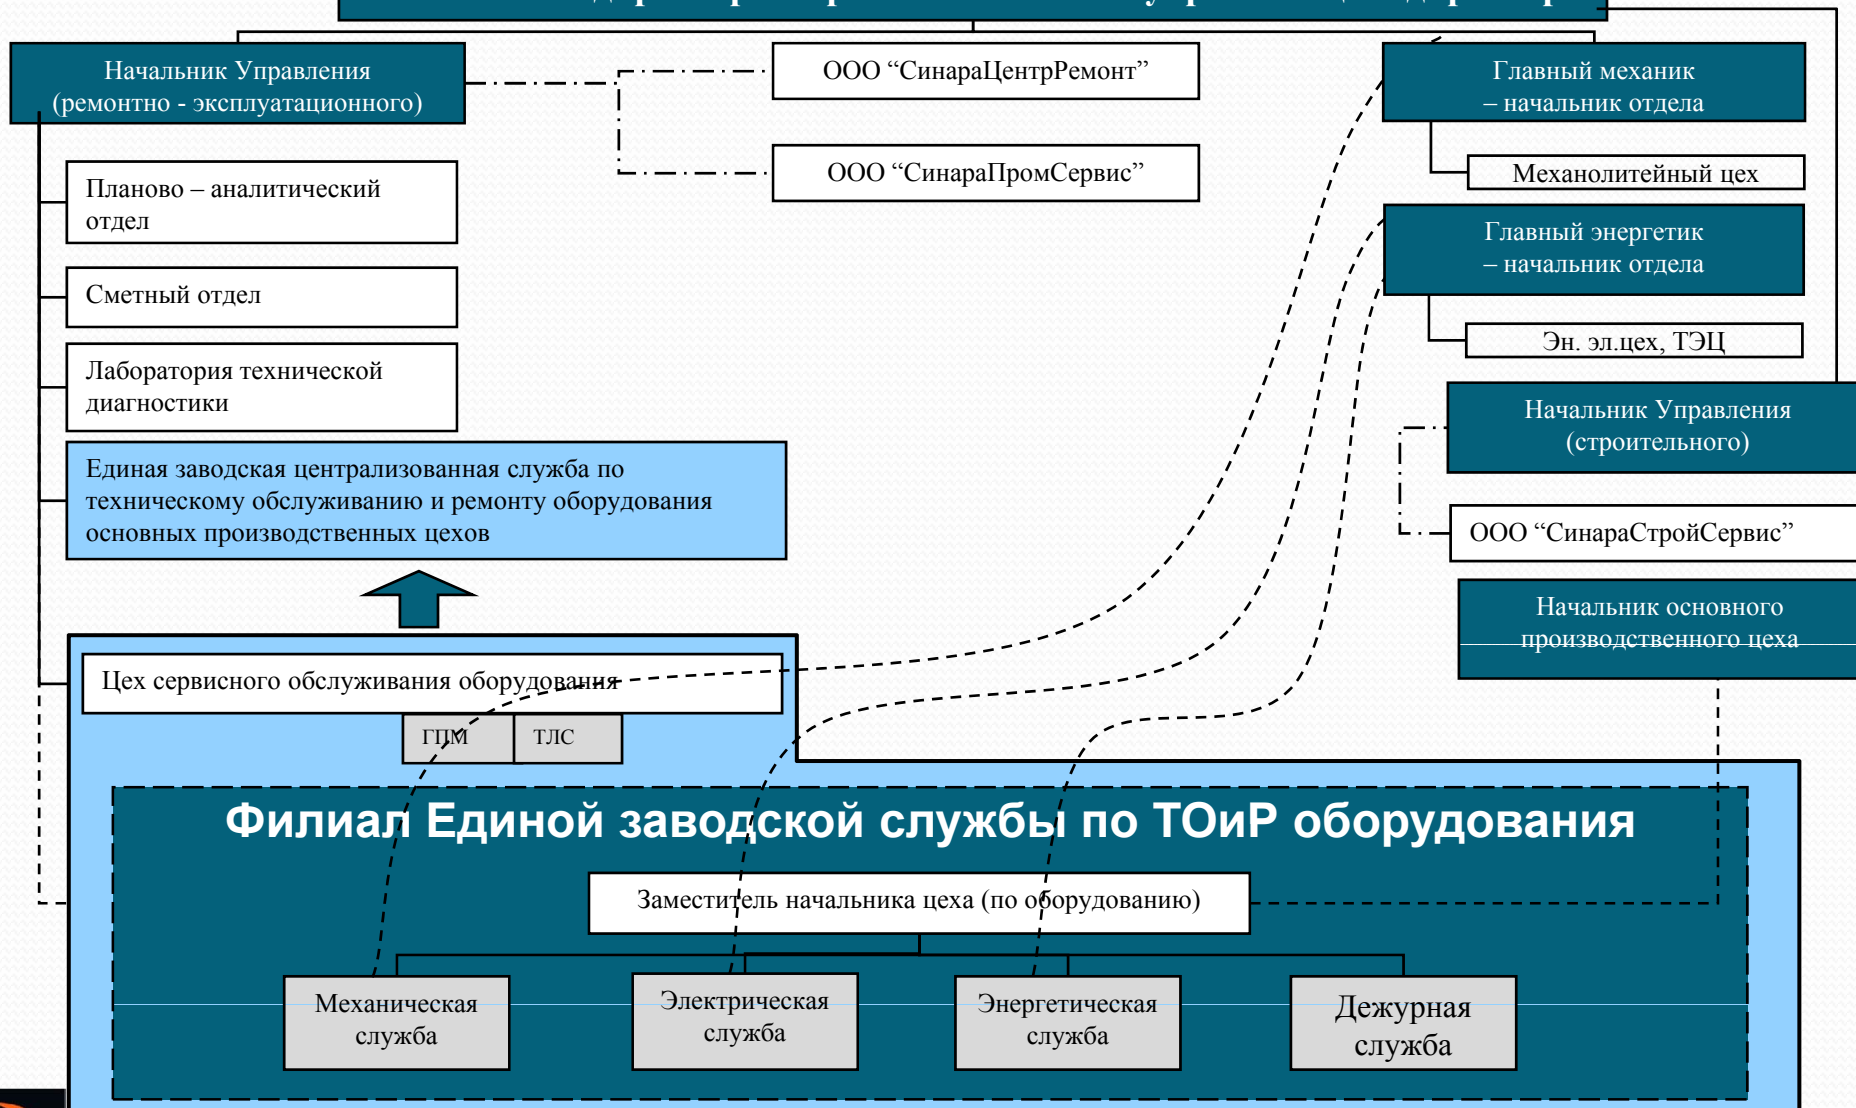 Начальник Управления
(ремонтно - эксплуатационного)
ООО “СинараЦентрРемонт”
Главный механик
– начальник отдела
ООО “СинараПромСервис”
Механолитейный цех
Планово – аналитический
отдел
Главный энергетик
– начальник отдела
Сметный отдел
Эн. эл.цех, ТЭЦ
Лаборатория технической
диагностики
Начальник Управления
(строительного)
Единая заводская централизованная служба по
техническому обслуживанию и ремонту оборудования
основных производственных цехов
ООО “СинараСтройСервис”
Начальник основного
производственного цеха
Цех сервисного обслуживания оборудования
ГПМ
ТЛС
Филиал Единой заводской службы по ТОиР оборудования
Заместитель начальника цеха (по оборудованию)
Механическая
служба
Электрическая
служба
Энергетическая
служба
Дежурная
служба